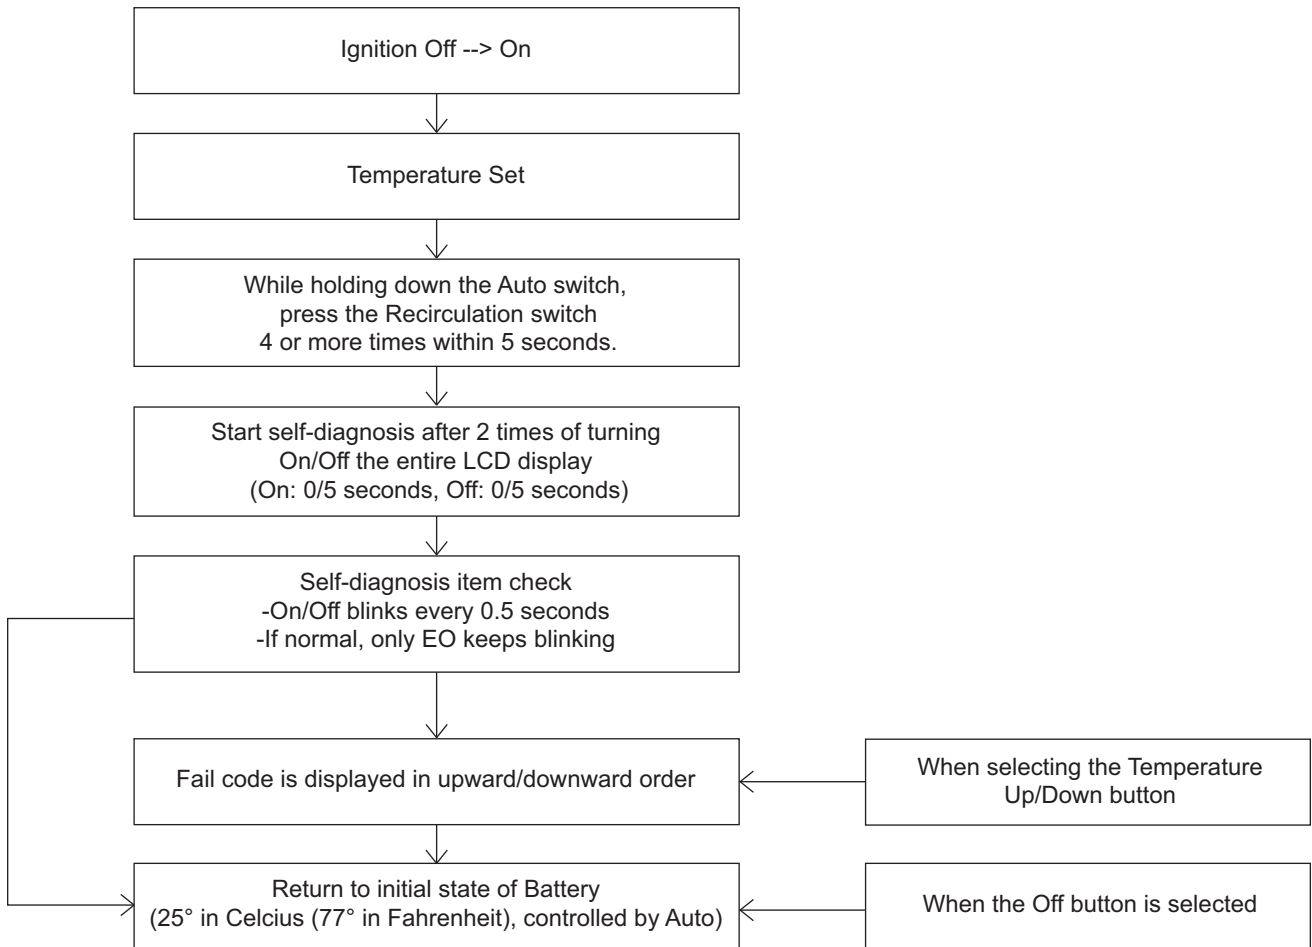 Ignition Off --> On
Temperature Set
While holding down the Auto switch,
press the Recirculation switch
4 or more times within 5 seconds.
Start self-diagnosis after 2 times of turning
On/Off the entire LCD display
(On: 0/5 seconds, Off: 0/5 seconds)
Self-diagnosis item check
-On/Off blinks every 0.5 seconds
-If normal, only EO keeps blinking
Fail code is displayed in upward/downward order
When selecting the Temperature
Up/Down button
Return to initial state of Battery
(25° in Celcius (77° in Fahrenheit), controlled by Auto)
When the Off button is selected